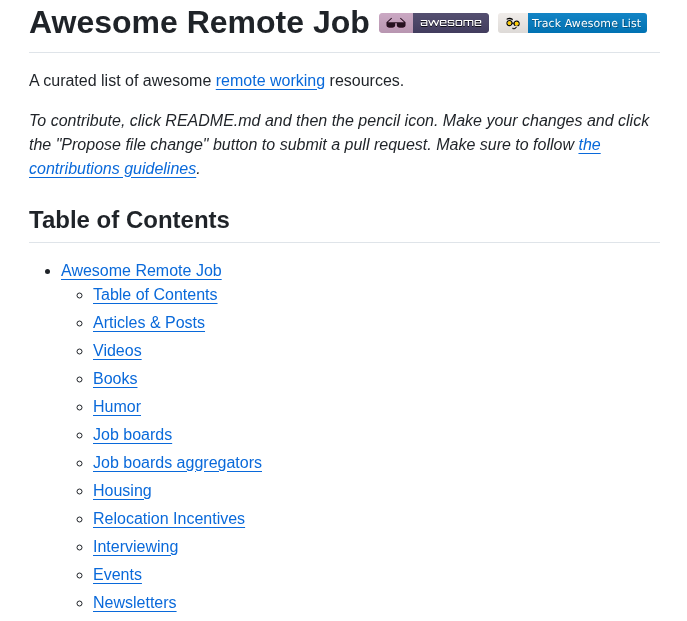 Awesome Remote Job awesome Track Awesome List
A curated list of awesome remote working resources.
To contribute, click README.md and then the pencil icon. Make your changes and click
the "Propose file change" button to submit a pull request. Make sure to follow the
contributions guidelines.
Table of Contents
Awesome Remote Job
Table of Contents
Articles & Posts
Videos
Books
Humor
Job boards
Job boards aggregators
Housing
Relocation Incentives
Interviewing
Events
Newsletters